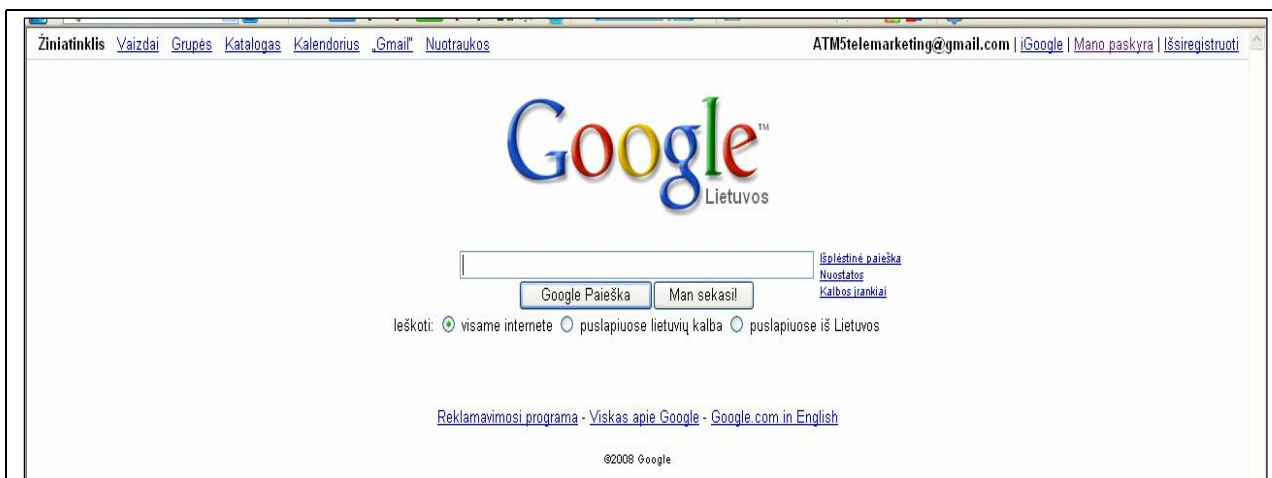 Žiniatinklis Vaizdai Grupės Katalogas Kalendorius „Gmail" Nuotraukos ATM5telemarketing@gmail.com | iGoogle | Mano paskyra | Išsiregistruoti
Google™
Lietuvos
Išplėstinė paieška
Nuostatos
Kalbos įrankiai
Google Paieška Man sekasi!
Ieškoti: visame internete puslapiuose lietuvių kalba puslapiuose iš Lietuvos
Reklamavimosi programa - Viskas apie Google - Google.com in English
©2008 Google